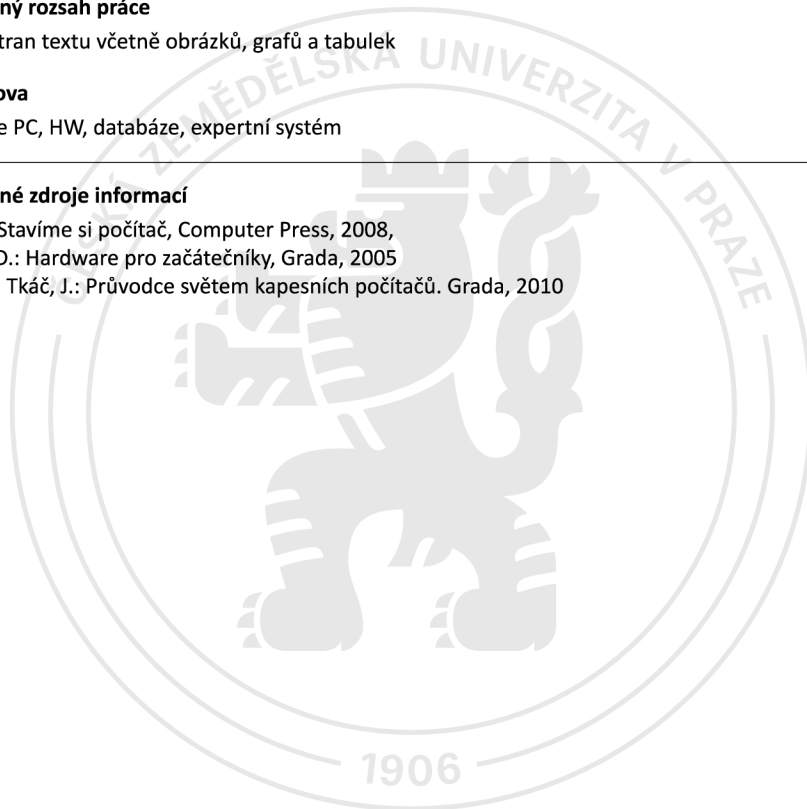 ný rozsah práce
tran textu včetně obrázků, grafů a tabulek
ova
e PC, HW, databáze, expertní systém
né zdroje informací
Stavíme si počítač, Computer Press, 2008,
O.: Hardware pro začátečníky, Grada, 2005
Tkáč, J.: Průvodce světem kapesních počítačů. Grada, 2010
ČESKÁ ZEMĚDĚLSKÁ UNIVERZITA V PRAZE
1906